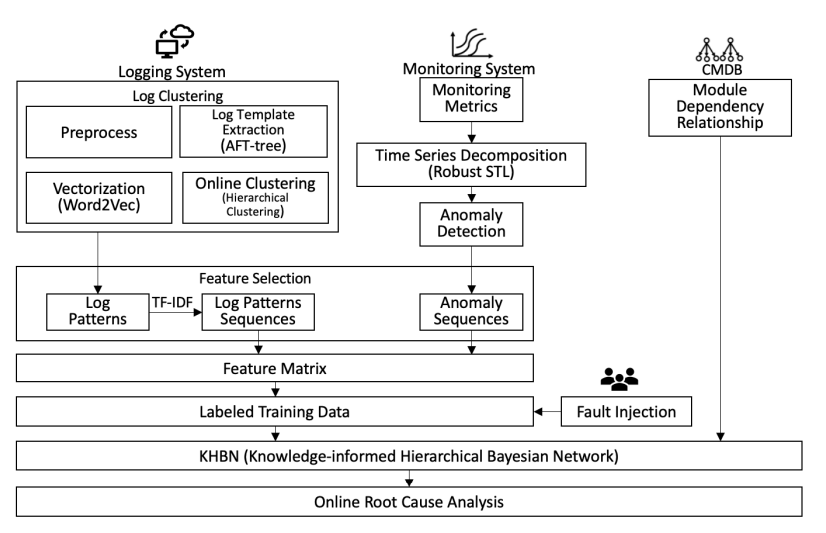 Logging System
Log Clustering
Preprocess
Log Template
Extraction
(AFT-tree)
Vectorization
(Word2Vec)
Online Clustering
(Hierarchical
Clustering)
Monitoring System
Monitoring
Metrics
Time Series Decomposition
(Robust STL)
Anomaly
Detection
CMDB
Module
Dependency
Relationship
Feature Selection
Log
Patterns
TF-IDF
Log Patterns
Sequences
Anomaly
Sequences
Feature Matrix
Labeled Training Data
Fault Injection
KHBN (Knowledge-informed Hierarchical Bayesian Network)
Online Root Cause Analysis